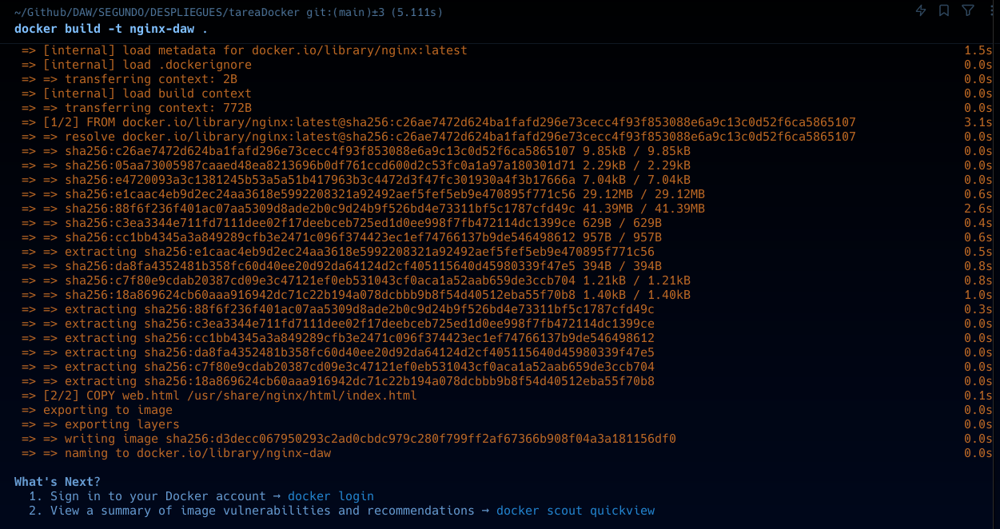 ~/Github/DAW/SEGUNDO/DESPLIEGUES/tareaDocker git:(main)±3 (5.111s)
docker build -t nginx-daw .
=> [internal] load metadata for docker.io/library/nginx:latest 1.5s
=> [internal] load .dockerignore 0.0s
=> => transferring context: 2B 0.0s
=> [internal] load build context 0.0s
=> => transferring context: 772B 0.0s
=> [1/2] FROM docker.io/library/nginx:latest@sha256:c26ae7472d624ba1fafd296e73cecc4f93f853088e6a9c13c0d52f6ca5865107 3.1s
=> => resolve docker.io/library/nginx:latest@sha256:c26ae7472d624ba1fafd296e73cecc4f93f853088e6a9c13c0d52f6ca5865107 0.0s
=> => sha256:c26ae7472d624ba1fafd296e73cecc4f93f853088e6a9c13c0d52f6ca5865107 9.85kB / 9.85kB 0.0s
=> => sha256:05aa73005987caaed48ea8213696b0df761ccd600d2c53fc0a1a97a180301d71 2.29kB / 2.29kB 0.0s
=> => sha256:e4720093a3c1381245b53a5a51b417963b3c4472d3f47fc301930a4f3b17666a 7.04kB / 7.04kB 0.0s
=> => sha256:e1caac4eb9d2ec24aa3618e5992208321a92492aef5fef5eb9e470895f771c56 29.12MB / 29.12MB 0.6s
=> => sha256:88f6f236f401ac07aa5309d8ade2b0c9d24b9f526bd4e73311bf5c1787cfd49c 41.39MB / 41.39MB 2.6s
=> => sha256:c3ea3344e711fd7111dee02f17deebceb725ed1d0ee998f7fb472114dc1399ce 629B / 629B 0.4s
=> => sha256:cc1bb4345a3a849289cfb3e2471c096f374423ec1ef74766137b9de546498612 957B / 957B 0.6s
=> => extracting sha256:e1caac4eb9d2ec24aa3618e5992208321a92492aef5fef5eb9e470895f771c56 0.5s
=> => sha256:da8fa4352481b358fc60d40ee20d92da64124d2cf405115640d45980339f47e5 394B / 394B 0.8s
=> => sha256:c7f80e9cdab20387cd09e3c47121ef0eb531043cf0aca1a52aab659de3ccb704 1.21kB / 1.21kB 0.8s
=> => sha256:18a869624cb60aaa916942dc71c22b194a078dcbbb9b8f54d40512eba55f70b8 1.40kB / 1.40kB 1.0s
=> => extracting sha256:88f6f236f401ac07aa5309d8ade2b0c9d24b9f526bd4e73311bf5c1787cfd49c 0.3s
=> => extracting sha256:c3ea3344e711fd7111dee02f17deebceb725ed1d0ee998f7fb472114dc1399ce 0.0s
=> => extracting sha256:cc1bb4345a3a849289cfb3e2471c096f374423ec1ef74766137b9de546498612 0.0s
=> => extracting sha256:da8fa4352481b358fc60d40ee20d92da64124d2cf405115640d45980339f47e5 0.0s
=> => extracting sha256:c7f80e9cdab20387cd09e3c47121ef0eb531043cf0aca1a52aab659de3ccb704 0.0s
=> => extracting sha256:18a869624cb60aaa916942dc71c22b194a078dcbbb9b8f54d40512eba55f70b8 0.0s
=> [2/2] COPY web.html /usr/share/nginx/html/index.html 0.1s
=> exporting to image 0.0s
=> => exporting layers 0.0s
=> => writing image sha256:d3decc067950293c2ad0cbdc979c280f799ff2af67366b908f04a3a181156df0 0.0s
=> => naming to docker.io/library/nginx-daw 0.0s
What's Next?
1. Sign in to your Docker account → docker login
2. View a summary of image vulnerabilities and recommendations → docker scout quickview